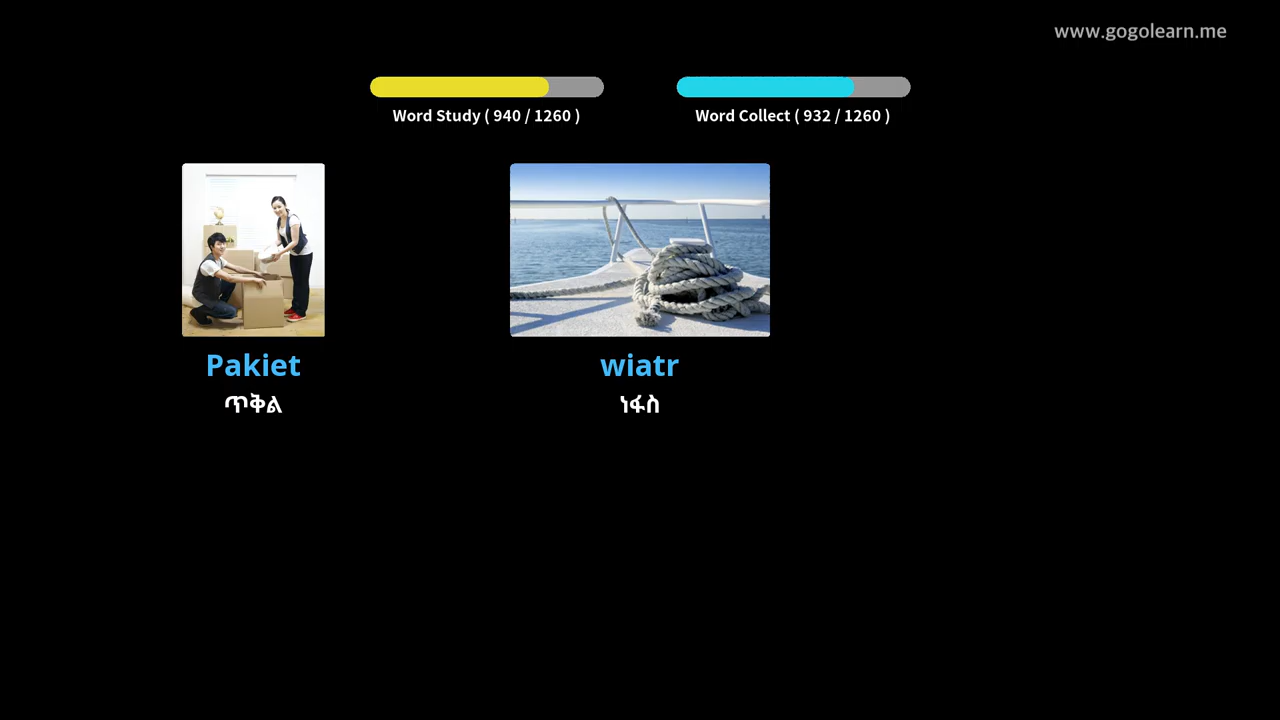 www.gogolearn.me
Word Study ( 940 / 1260 )
Word Collect ( 932 / 1260 )
Pakiet
ጥቅል
wiatr
ነፋስ